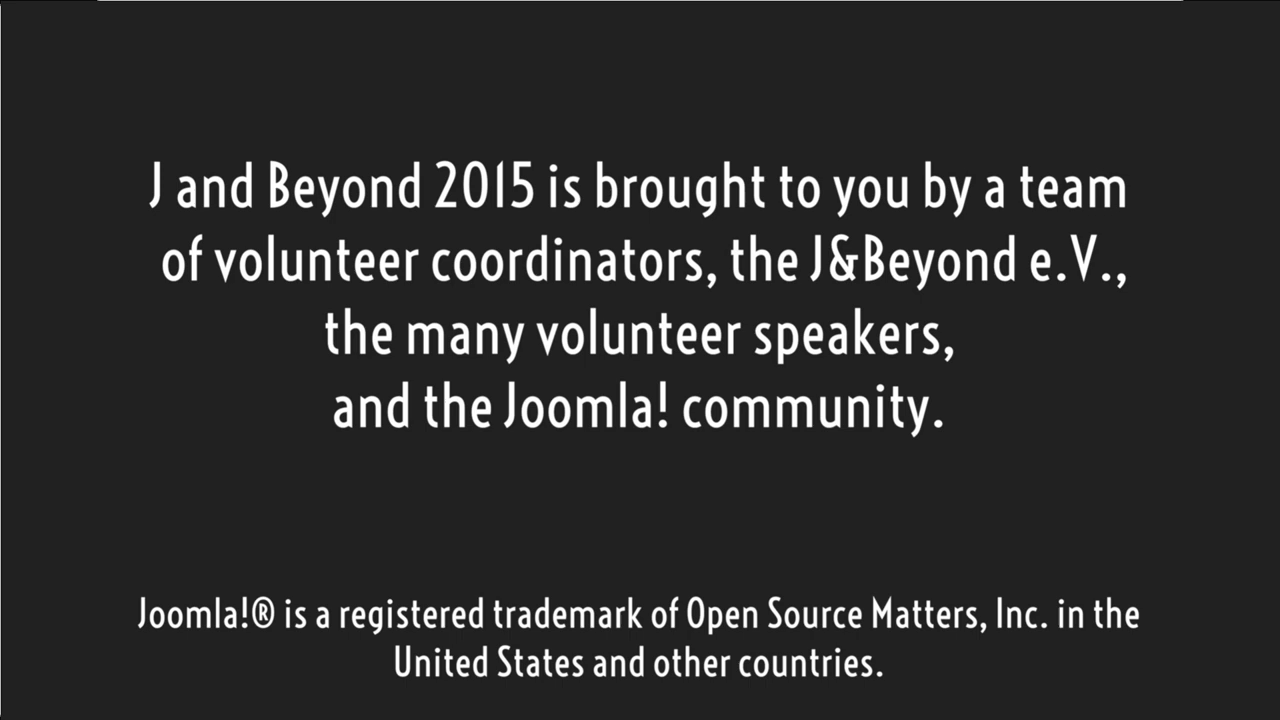 J and Beyond 2015 is brought to you by a team
of volunteer coordinators, the J&Beyond e.V.,
the many volunteer speakers,
and the Joomla! community.
Joomla!® is a registered trademark of Open Source Matters, Inc. in the
United States and other countries.